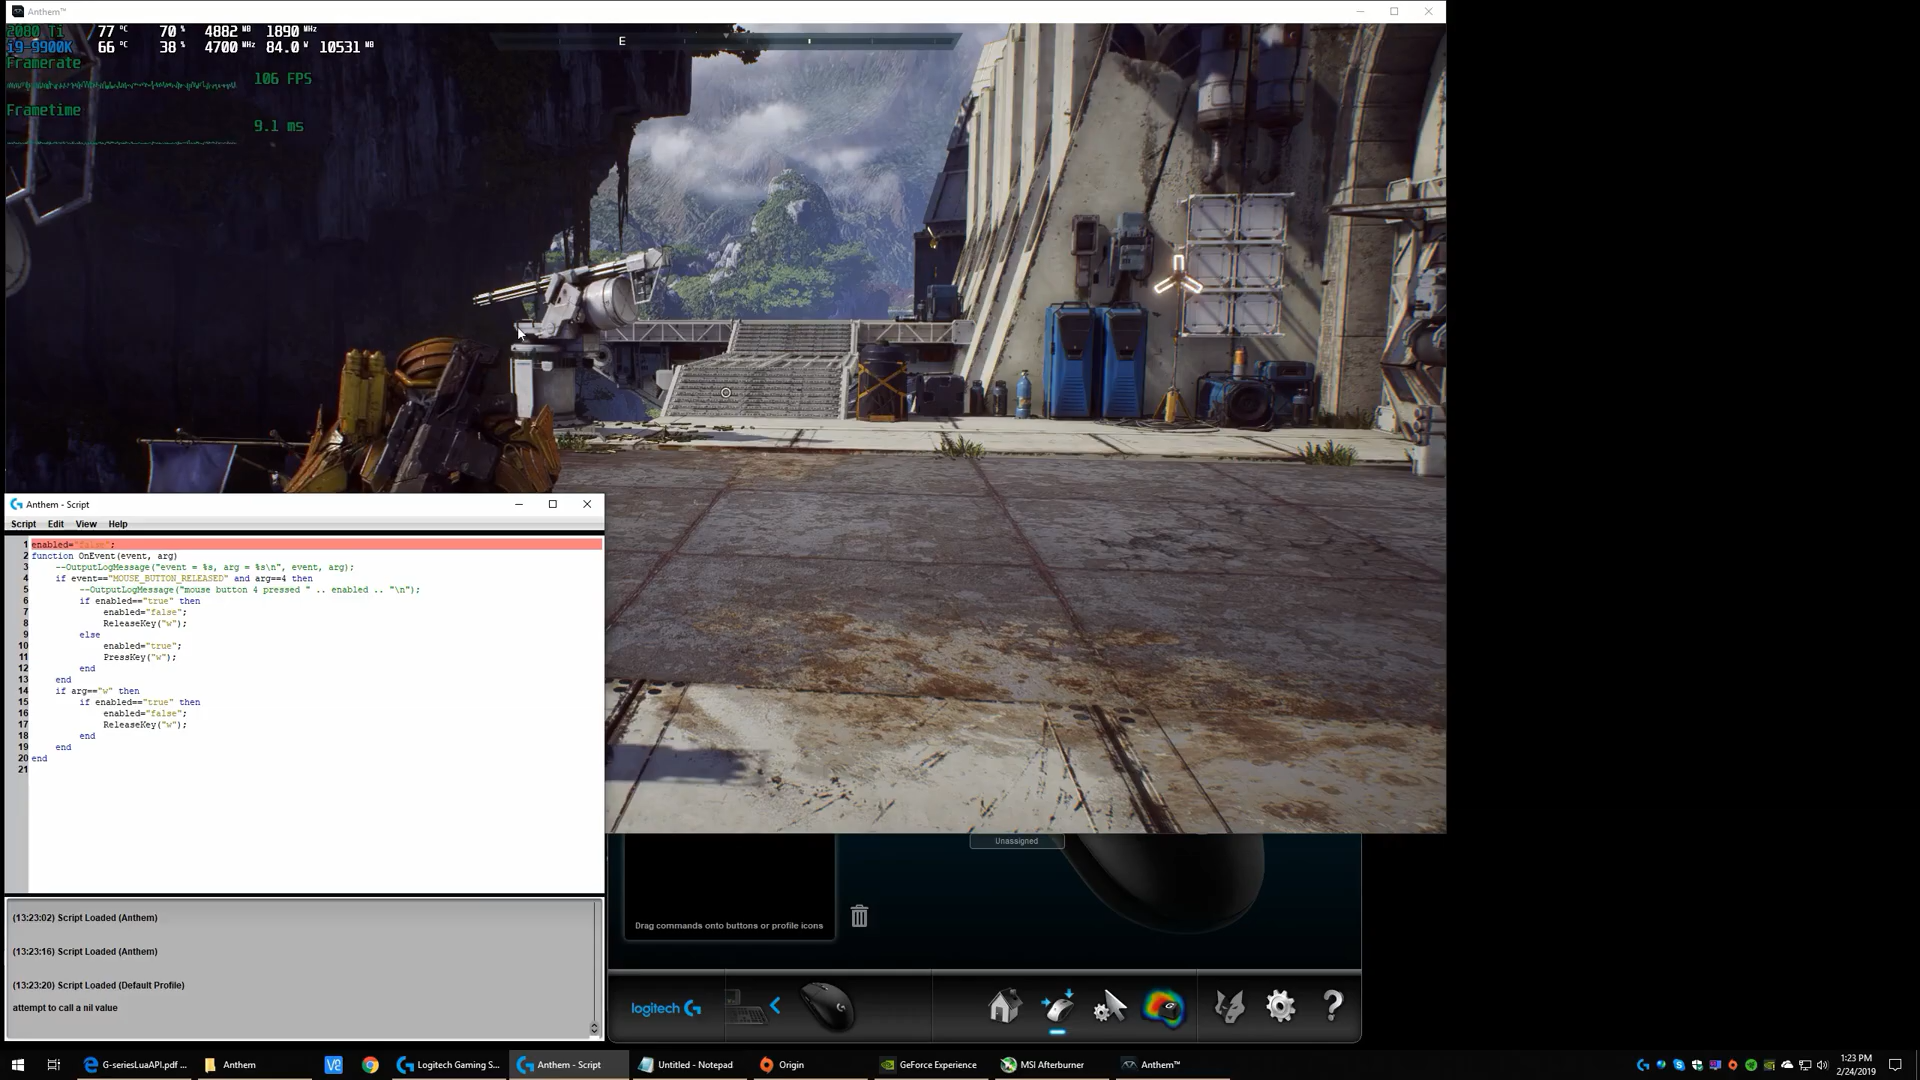 Anthem™
2080 Ti 77 °C 70 % 4882 MB 1890 MHz
i9-9900K 66 °C 38 % 4700 MHz 84.0 W 10531 MB
Framerate
106 FPS
Frametime
9.1 ms
E
Anthem - Script
Script Edit View Help
1 enabled="false";
2 function OnEvent(event, arg)
3 --OutputLogMessage("event = %s, arg = %s\n", event, arg);
4 if event=="MOUSE_BUTTON_RELEASED" and arg==4 then
5 --OutputLogMessage("mouse button 4 pressed " .. enabled .. "\n");
6 if enabled=="true" then
7 enabled="false";
8 ReleaseKey("w");
9 else
10 enabled="true";
11 PressKey("w");
12 end
13 end
14 if arg=="w" then
15 if enabled=="true" then
16 enabled="false";
17 ReleaseKey("w");
18 end
19 end
20 end
21
(13:23:02) Script Loaded (Anthem)
(13:23:16) Script Loaded (Anthem)
(13:23:20) Script Loaded (Default Profile)
attempt to call a nil value
Unassigned
Drag commands onto buttons or profile icons
logitech G
G-seriesLuaAPI.pdf ...
Anthem
Logitech Gaming S...
Anthem - Script
Untitled - Notepad
Origin
GeForce Experience
MSI Afterburner
Anthem™
1:23 PM
2/24/2019